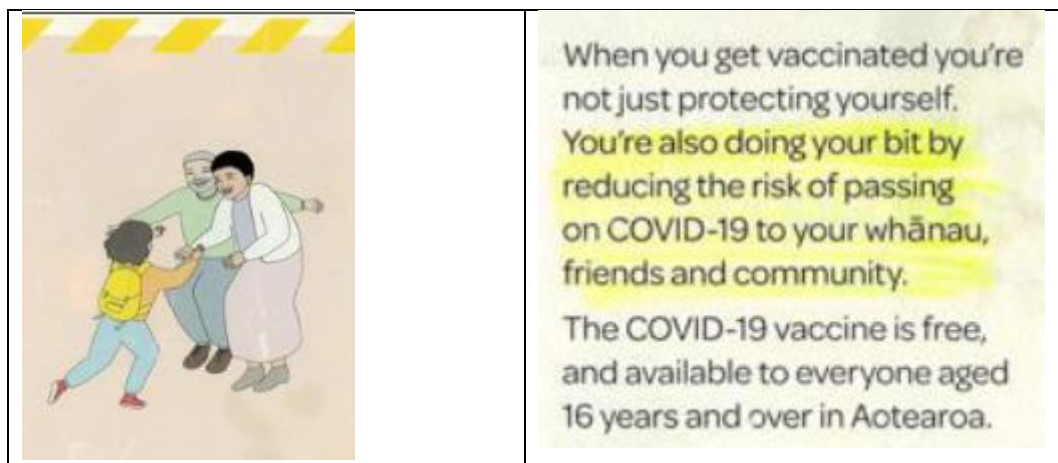 When you get vaccinated you're
not just protecting yourself.
You're also doing your bit by
reducing the risk of passing
on COVID-19 to your whānau,
friends and community.
The COVID-19 vaccine is free,
and available to everyone aged
16 years and over in Aotearoa.